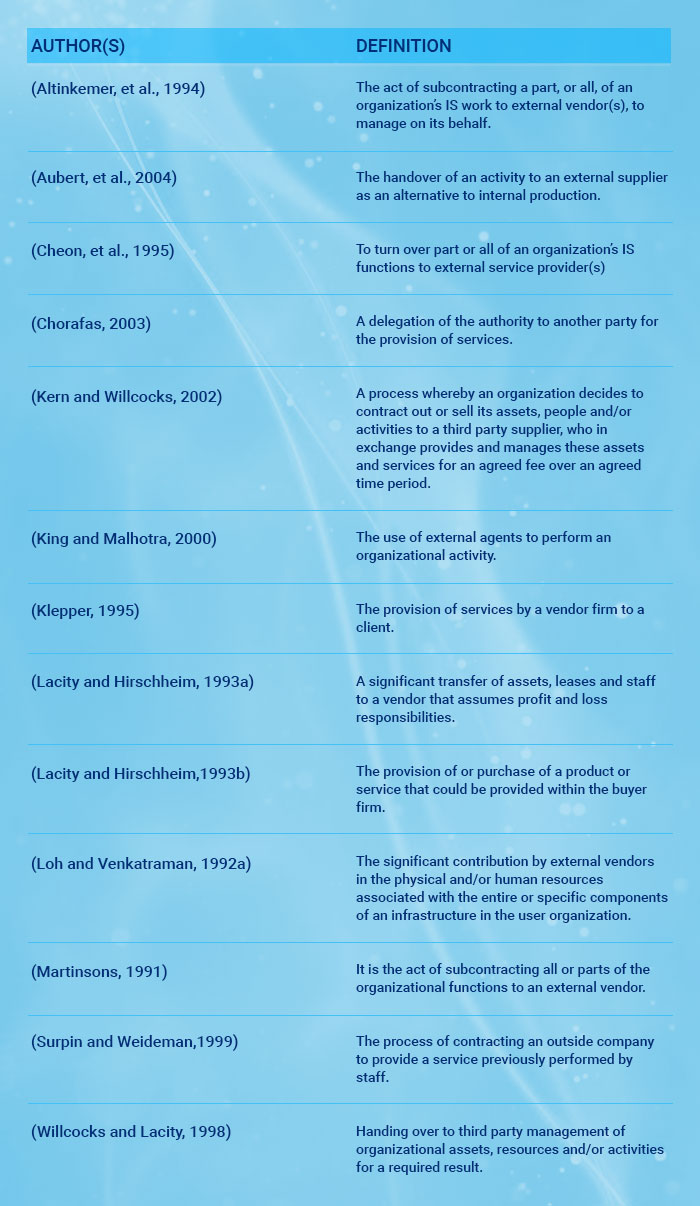 AUTHOR(S) DEFINITION
(Altinkemer, et al., 1994)
The act of subcontracting a part, or all, of an
organization's IS work to external vendor(s), to
manage on its behalf.
(Aubert, et al., 2004)
The handover of an activity to an external supplier
as an alternative to internal production.
(Cheon, et al., 1995)
To turn over part or all of an organization's IS
functions to external service provider(s)
(Chorafas, 2003)
A delegation of the authority to another party for
the provision of services.
(Kern and Willcocks, 2002)
A process whereby an organization decides to
contract out or sell its assets, people and/or
activities to a third party supplier, who in
exchange provides and manages these assets
and services for an agreed fee over an agreed
time period.
(King and Malhotra, 2000)
The use of external agents to perform an
organizational activity.
(Klepper, 1995)
The provision of services by a vendor firm to a
client.
(Lacity and Hirschheim, 1993a)
A significant transfer of assets, leases and staff
to a vendor that assumes profit and loss
responsibilities.
(Lacity and Hirschheim,1993b)
The provision of or purchase of a product or
service that could be provided within the buyer
firm.
(Loh and Venkatraman, 1992a)
The significant contribution by external vendors
in the physical and/or human resources
associated with the entire or specific components
of an infrastructure in the user organization.
(Martinsons, 1991)
It is the act of subcontracting all or parts of the
organizational functions to an external vendor.
(Surpin and Weideman,1999)
The process of contracting an outside company
to provide a service previously performed by
staff.
(Willcocks and Lacity, 1998)
Handing over to third party management of
organizational assets, resources and/or activities
for a required result.